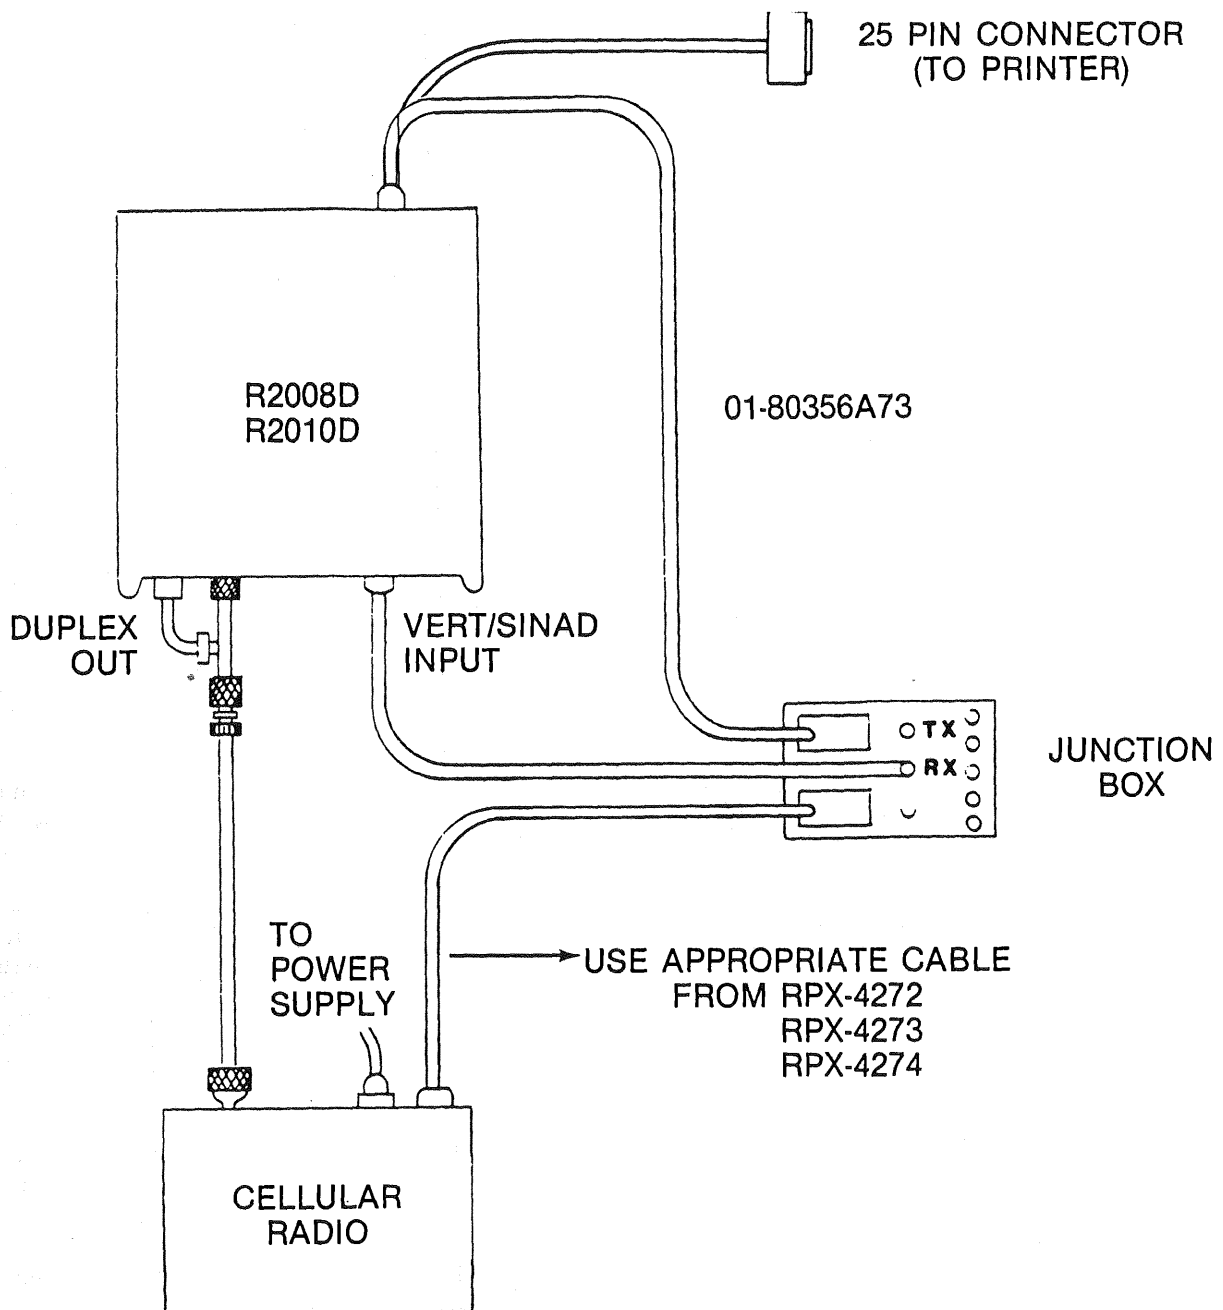 25 PIN CONNECTOR
(TO PRINTER)
R2008D
R2010D
01-80356A73
DUPLEX
OUT
VERT/SINAD
INPUT
TX
RX
JUNCTION
BOX
TO
POWER
SUPPLY
USE APPROPRIATE CABLE
FROM RPX-4272
RPX-4273
RPX-4274
CELLULAR
RADIO